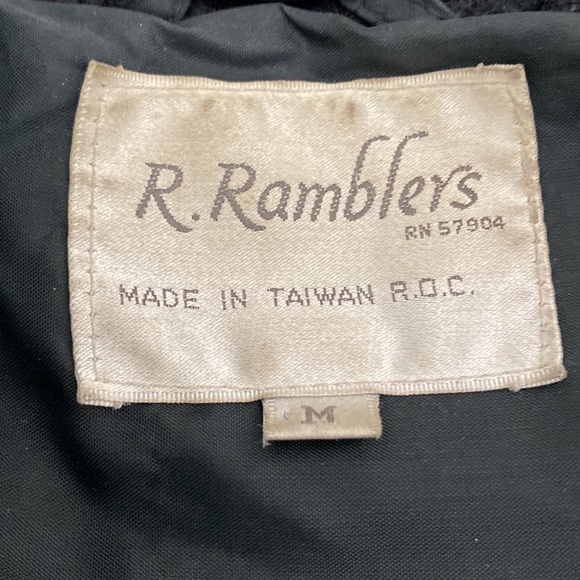 R. Ramblers
RN 57904
MADE IN TAIWAN R.O.C.
M